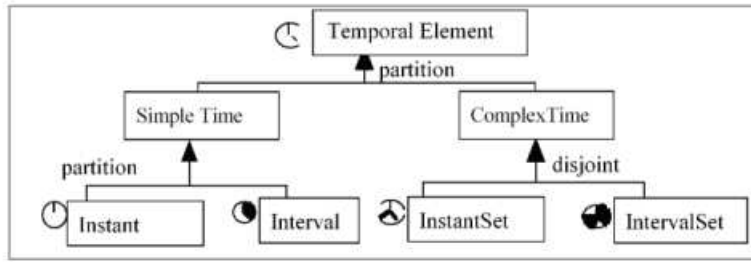 Temporal Element
partition
Simple Time
ComplexTime
partition
disjoint
Instant
Interval
InstantSet
IntervalSet